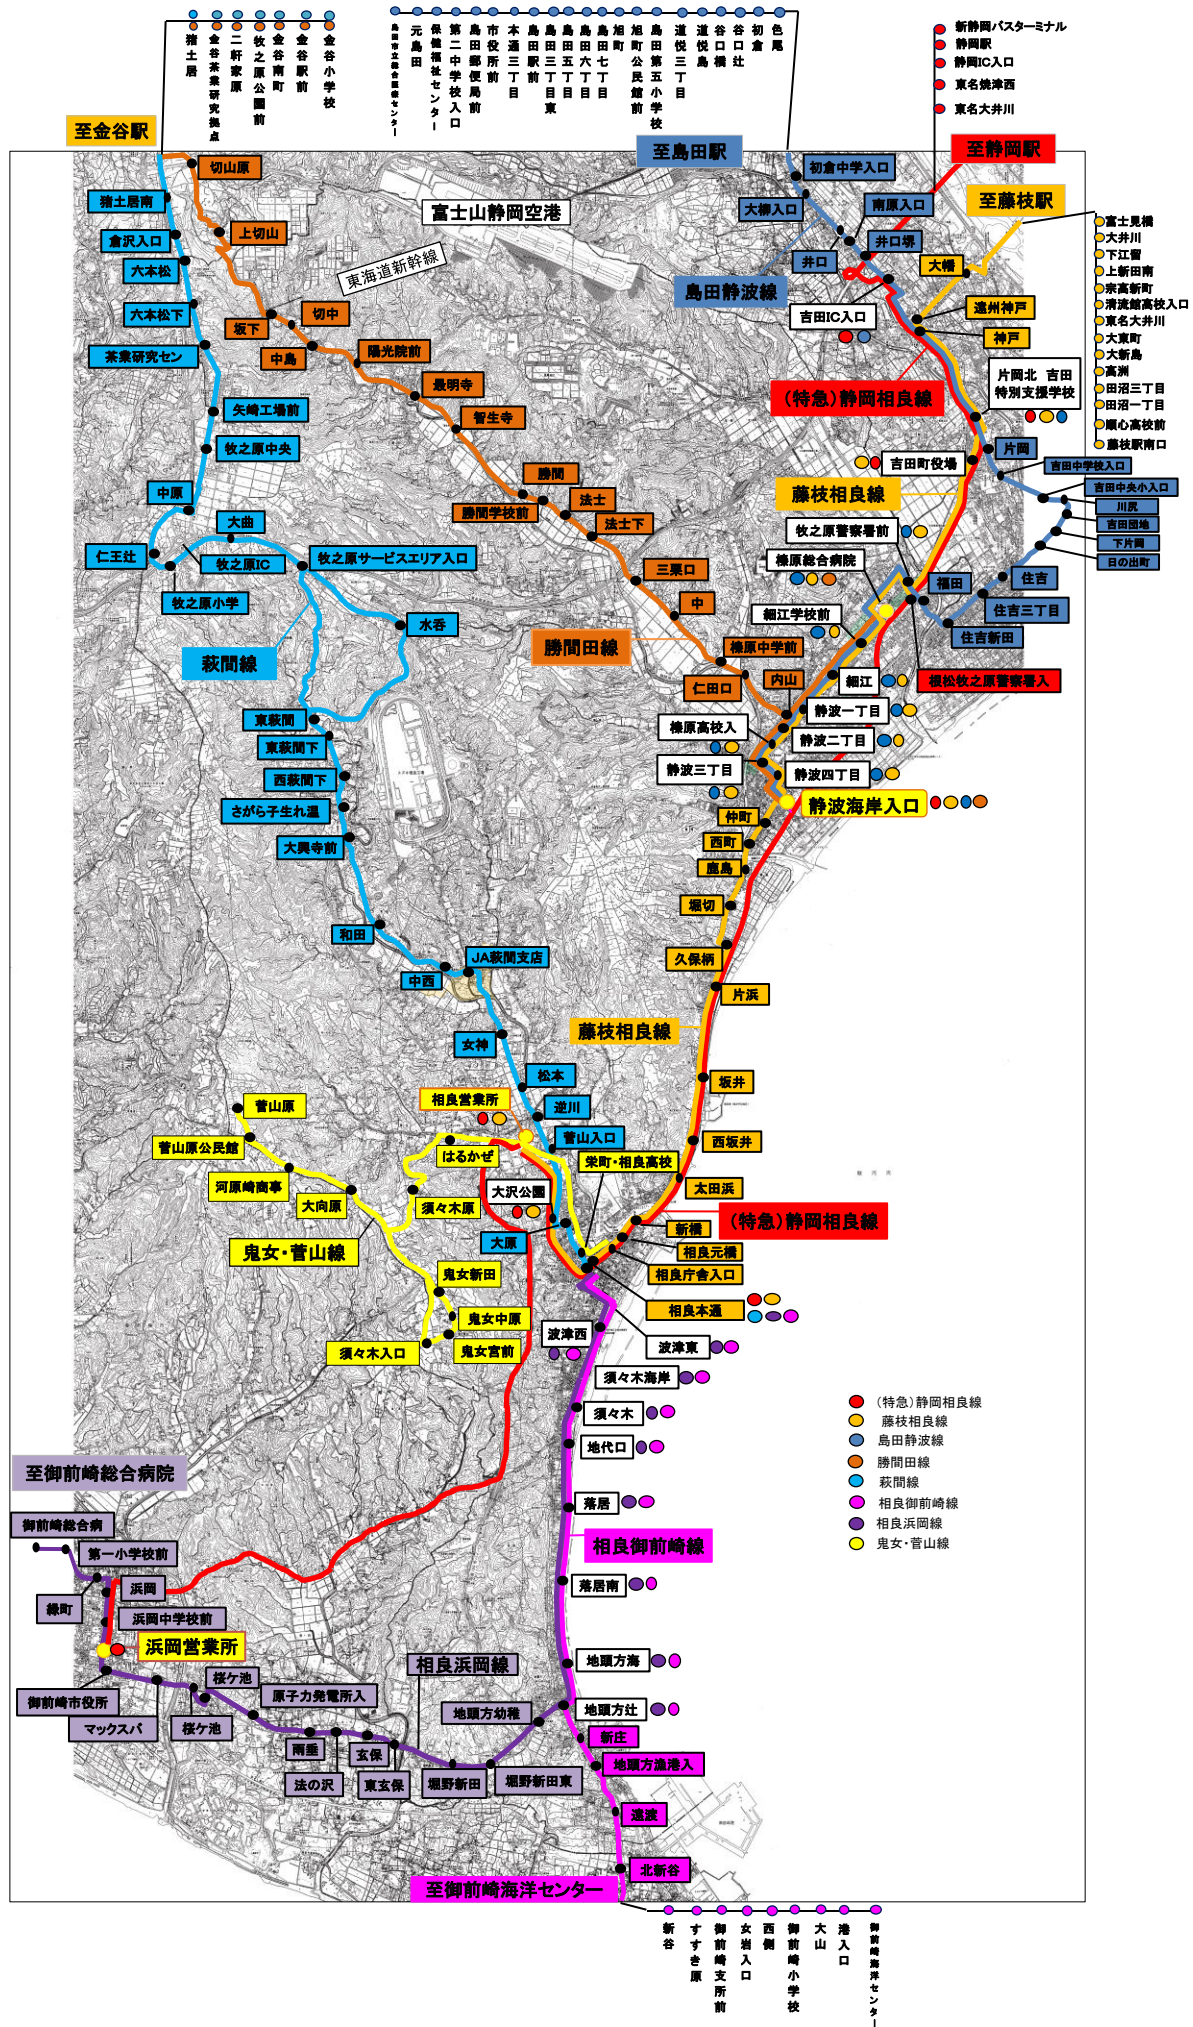 猪土居
金谷茶業研究拠点
二軒家原
牧之原公園前
金谷南町
金谷駅前
金谷小学校
島田市立総合医療センター
元島田
保健福祉センター
第二中学校入口
島田郵便局前
市役所前
本通三丁目
島田駅前
島田三丁目東
島田五丁目
島田六丁目
島田七丁目
旭町
旭町公民館前
島田第五小学校
道悦三丁目
道悦島
谷口橋
谷口辻
初倉
色尾
新静岡バスターミナル
静岡駅
静岡IC入口
東名焼津西
東名大井川
至金谷駅
至島田駅
至静岡駅
至藤枝駅
富士見橋
大井川
下江留
上新田南
宗高新町
清流館高校入口
東名大井川
大東町
大新島
高洲
田沼三丁目
田沼一丁目
順心高校前
藤枝駅南口
切山原
初倉中学入口
猪土居南
大柳入口
南原入口
富士山静岡空港
上切山
倉沢入口
井口堺
井口
六本松
大幡
東海道新幹線
島田静波線
六本松下
切中
坂下
吉田IC入口
遠州神戸
神戸
茶業研究セン
中島
陽光院前
片岡北 吉田
特別支援学校
最明寺
(特急)静岡相良線
矢崎工場前
智生寺
牧之原中央
片岡
吉田町役場
吉田中学校入口
勝間
中原
藤枝相良線
吉田中央小入口
勝間学校前
法士
川尻
大曲
法士下
牧之原警察署前
吉田団地
下片岡
仁王辻
牧之原IC
牧之原サービスエリア入口
榛原総合病院
日の出町
三栗口
福田
住吉
牧之原小学
中
細江学校前
住吉三丁目
水呑
住吉新田
萩間線
勝間田線
榛原中学前
細江
根松牧之原警察署入
仁田口
内山
静波一丁目
東萩間
榛原高校入
静波二丁目
東萩間下
静波三丁目
静波四丁目
西萩間下
さがら子生れ温
静波海岸入口
仲町
大興寺前
西町
鹿島
堀切
和田
久保柄
JA萩間支店
中西
片浜
藤枝相良線
女神
松本
坂井
相良営業所
菅山原
逆川
菅山原公民館
はるかぜ
菅山入口
西坂井
栄町・相良高校
河原崎商事
太田浜
大向原
須々木原
大沢公園
(特急)静岡相良線
新橋
鬼女・菅山線
大原
相良元橋
鬼女新田
相良庁舎入口
相良本通
鬼女中原
波津西
須々木入口
鬼女宮前
波津東
須々木海岸
(特急)静岡相良線
藤枝相良線
島田静波線
勝間田線
萩間線
相良御前崎線
相良浜岡線
鬼女・菅山線
須々木
地代口
至御前崎総合病院
落居
御前崎総合病
相良御前崎線
第一小学校前
浜岡
落居南
緑町
浜岡中学校前
浜岡営業所
相良浜岡線
地頭方海
桜ケ池
原子力発電所入
御前崎市役所
地頭方幼稚
地頭方辻
マックスバ
桜ケ池
雨垂
玄保
新庄
法の沢
東玄保
堀野新田
堀野新田東
地頭方漁港入
遠渡
北新谷
至御前崎海洋センター
新谷
すすき原
御前崎支所前
女岩入口
西側
御前崎小学校
大山
港入口
御前崎海洋センター